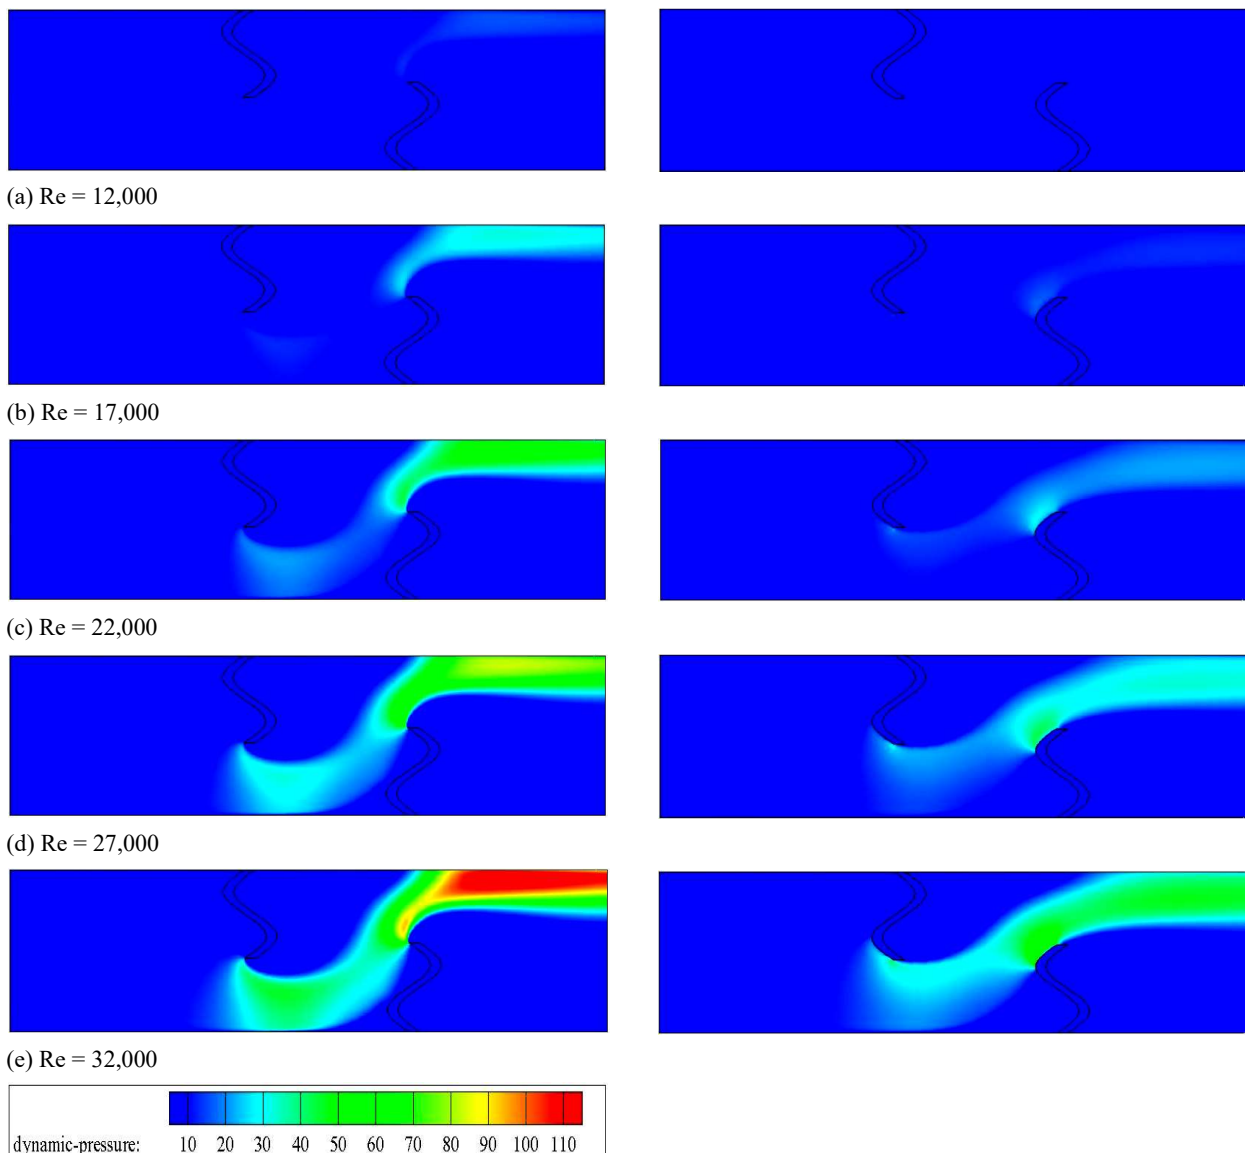 (a) Re = 12,000
(b) Re = 17,000
(c) Re = 22,000
(d) Re = 27,000
(e) Re = 32,000
dynamic-pressure: 10 20 30 40 50 60 70 80 90 100 110